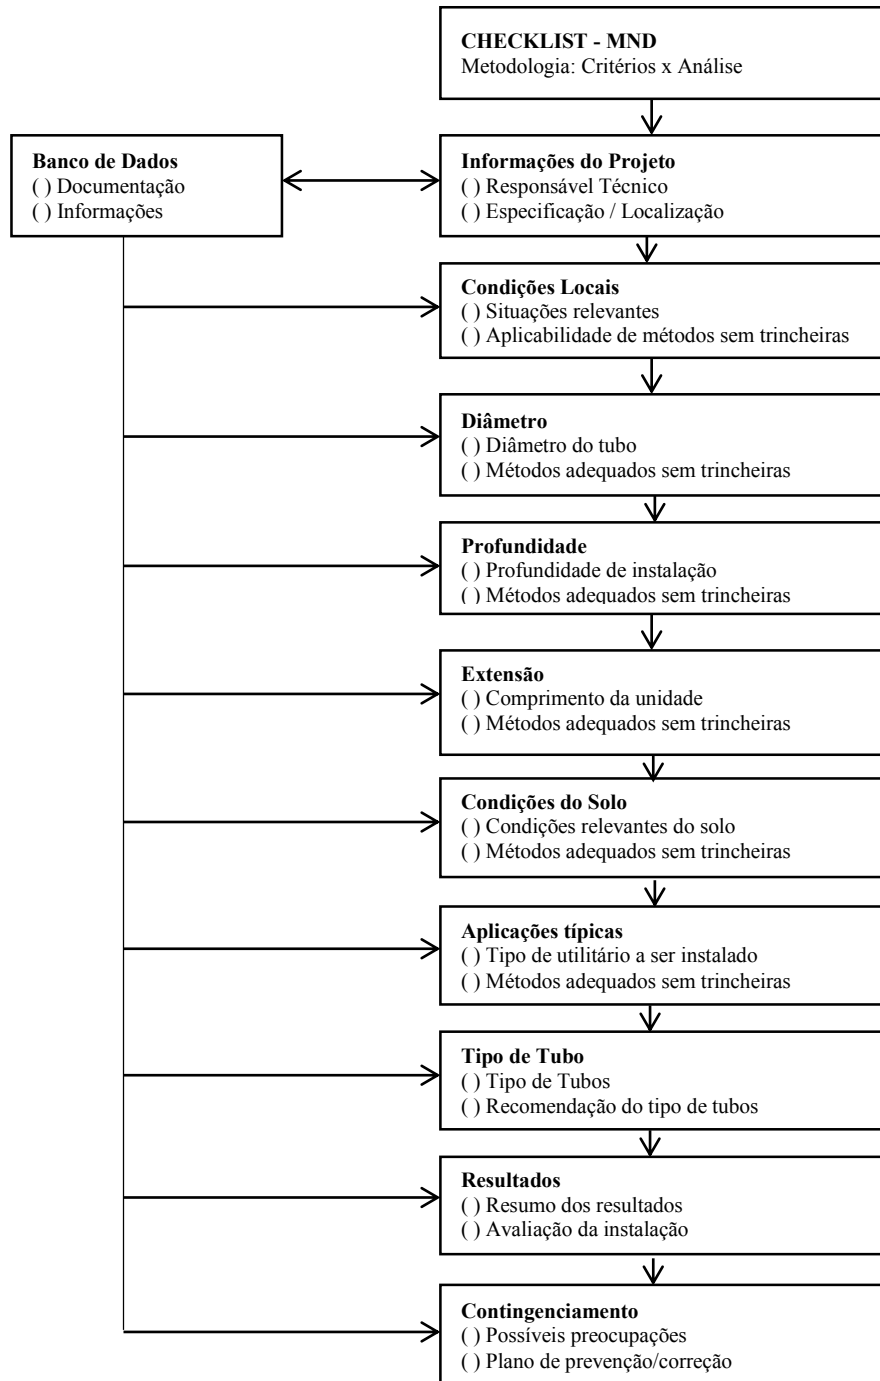 CHECKLIST - MND
Metodologia: Critérios x Análise
Banco de Dados
( ) Documentação
( ) Informações
Informações do Projeto
( ) Responsável Técnico
( ) Especificação / Localização
Condições Locais
( ) Situações relevantes
( ) Aplicabilidade de métodos sem trincheiras
Diâmetro
( ) Diâmetro do tubo
( ) Métodos adequados sem trincheiras
Profundidade
( ) Profundidade de instalação
( ) Métodos adequados sem trincheiras
Extensão
( ) Comprimento da unidade
( ) Métodos adequados sem trincheiras
Condições do Solo
( ) Condições relevantes do solo
( ) Métodos adequados sem trincheiras
Aplicações típicas
( ) Tipo de utilitário a ser instalado
( ) Métodos adequados sem trincheiras
Tipo de Tubo
( ) Tipo de Tubos
( ) Recomendação do tipo de tubos
Resultados
( ) Resumo dos resultados
( ) Avaliação da instalação
Contingenciamento
( ) Possíveis preocupações
( ) Plano de prevenção/correção